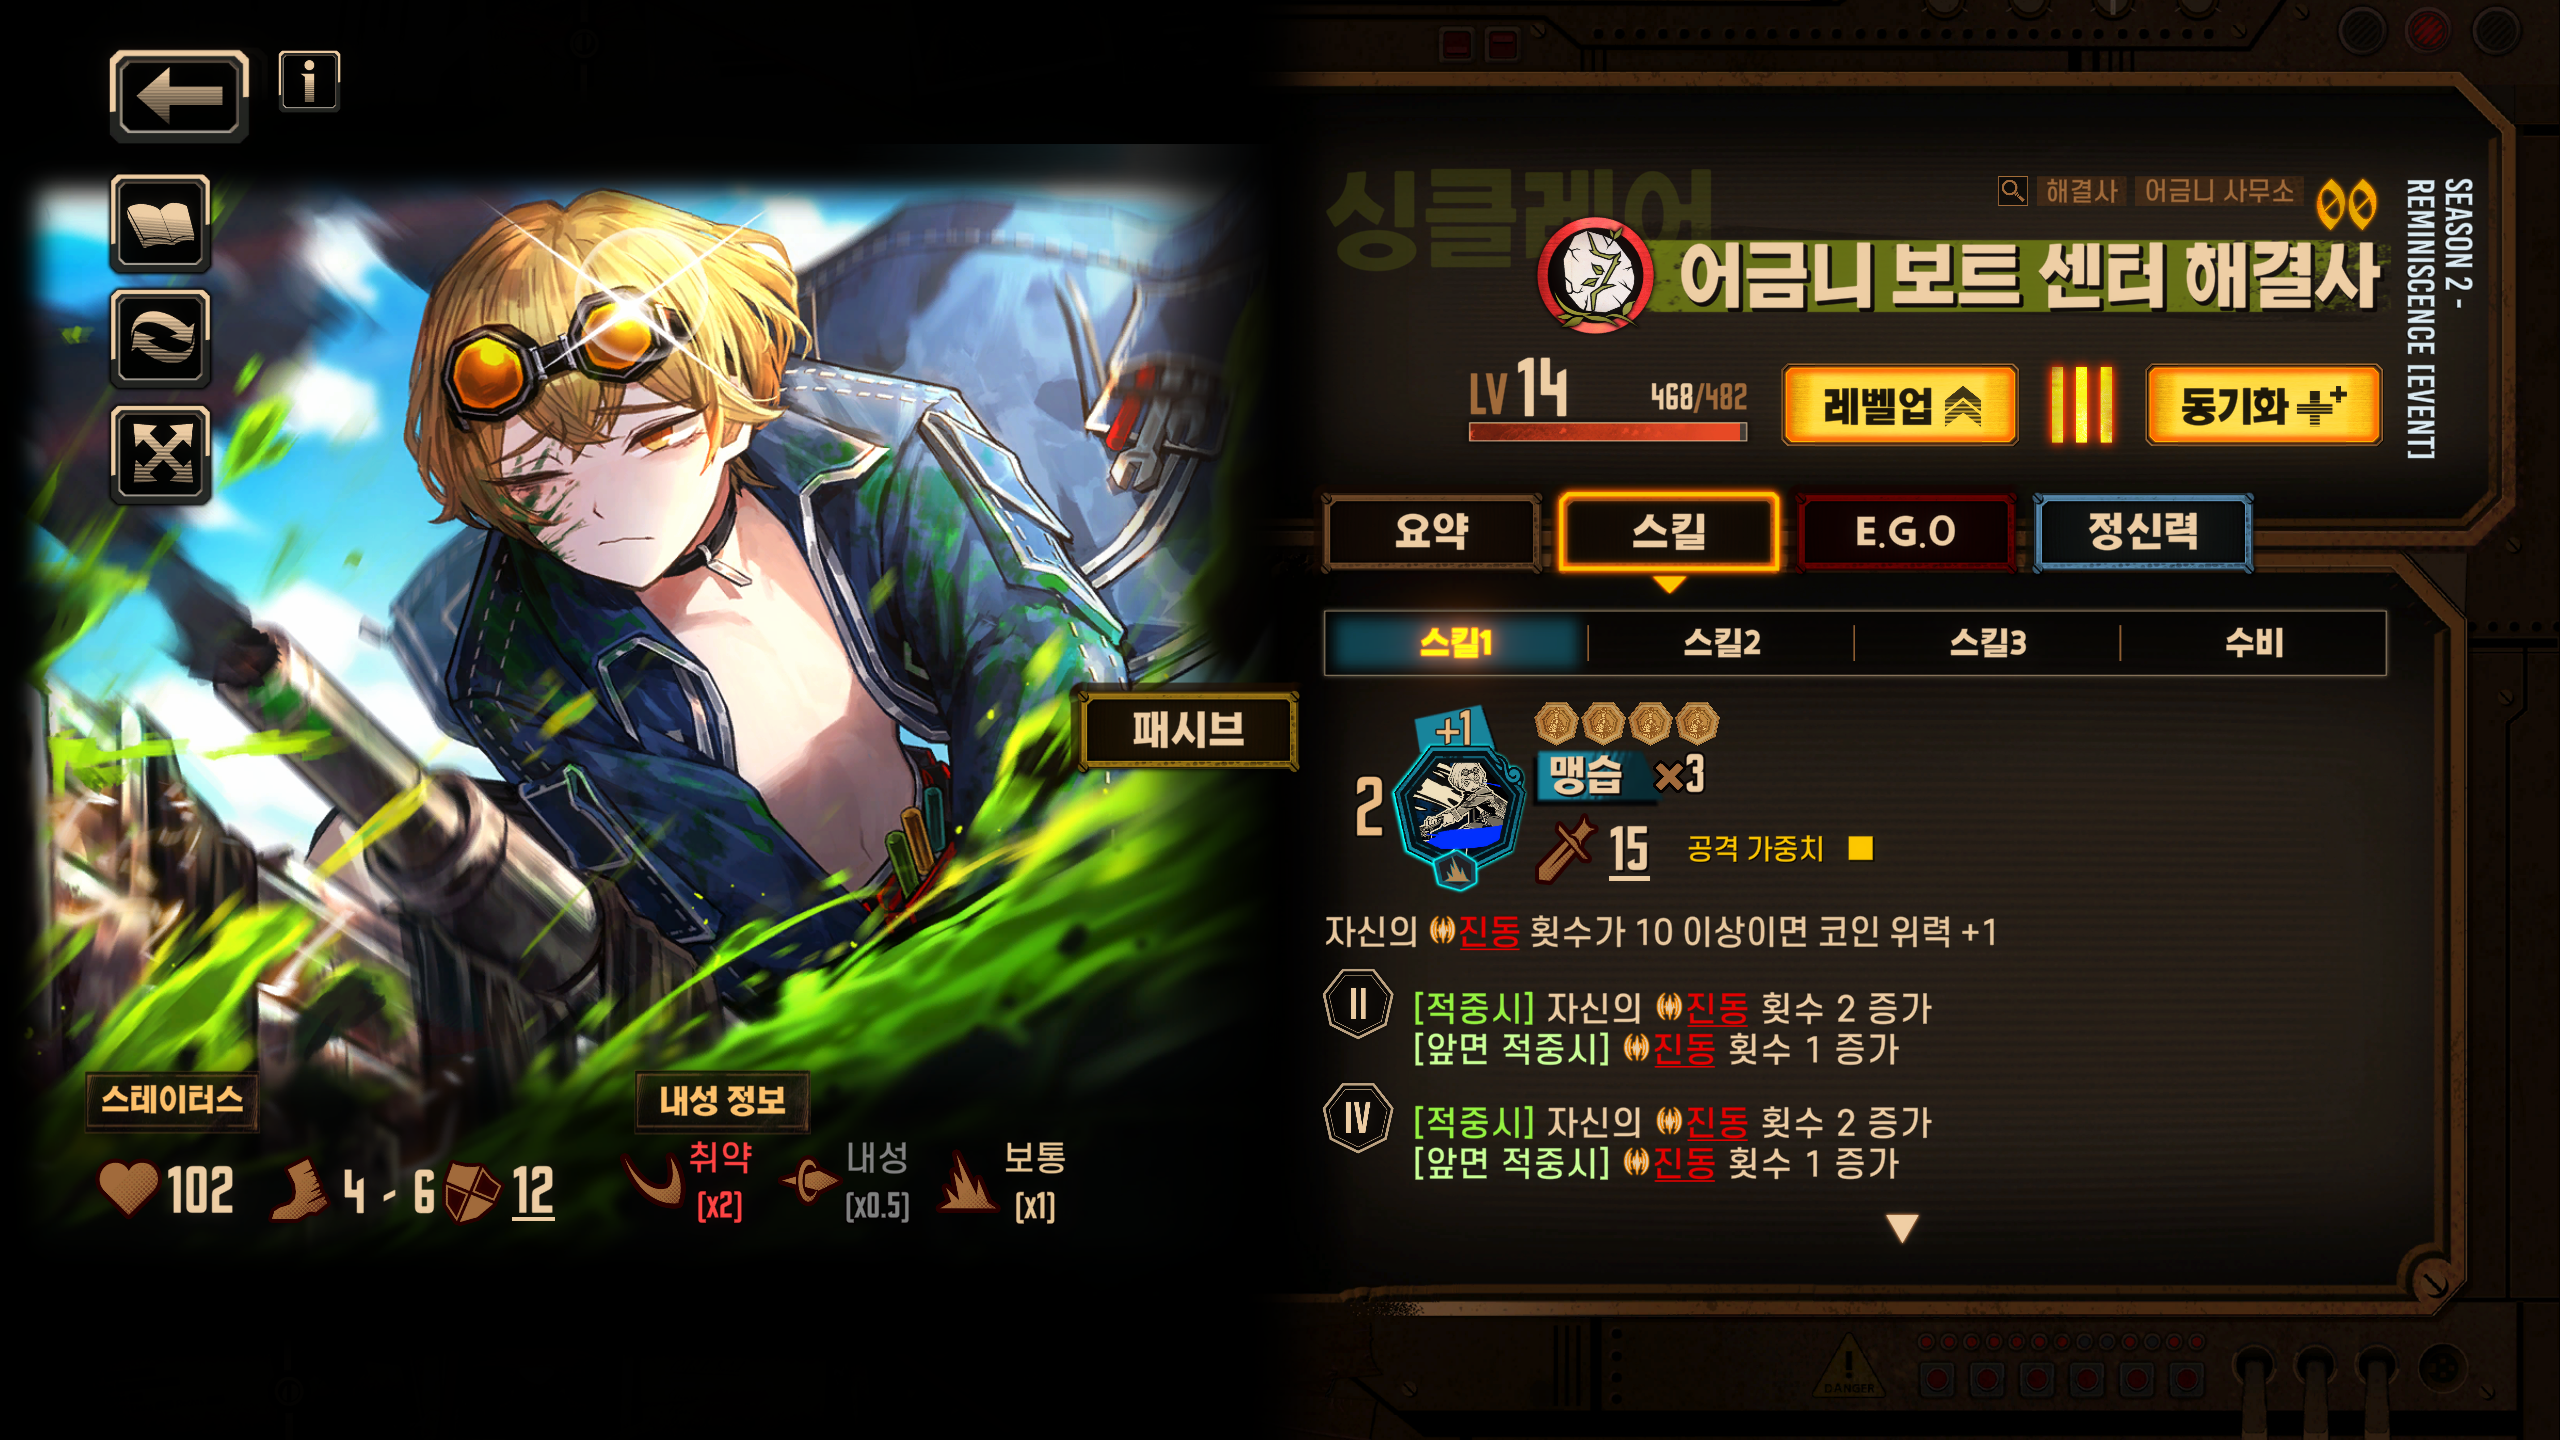 싱클레어
해결사 어금니 사무소
어금니 보트 센터 해결사
SEASON 2 -
REMINISCENCE [EVENT]
LV 14 468/482
레벨업
동기화
요약 스킬 E.G.O 정신력
스킬1 스킬2 스킬3 수비
패시브
+1
2
맹습 ×3
15 공격 가중치
자신의 진동 횟수가 10 이상이면 코인 위력 +1
II
[적중시] 자신의 진동 횟수 2 증가
[앞면 적중시] 진동 횟수 1 증가
IV
[적중시] 자신의 진동 횟수 2 증가
[앞면 적중시] 진동 횟수 1 증가
스테이터스
102 4 - 6 12
내성 정보
취약 내성 보통
[x2] [x0.5] [x1]
DANGER